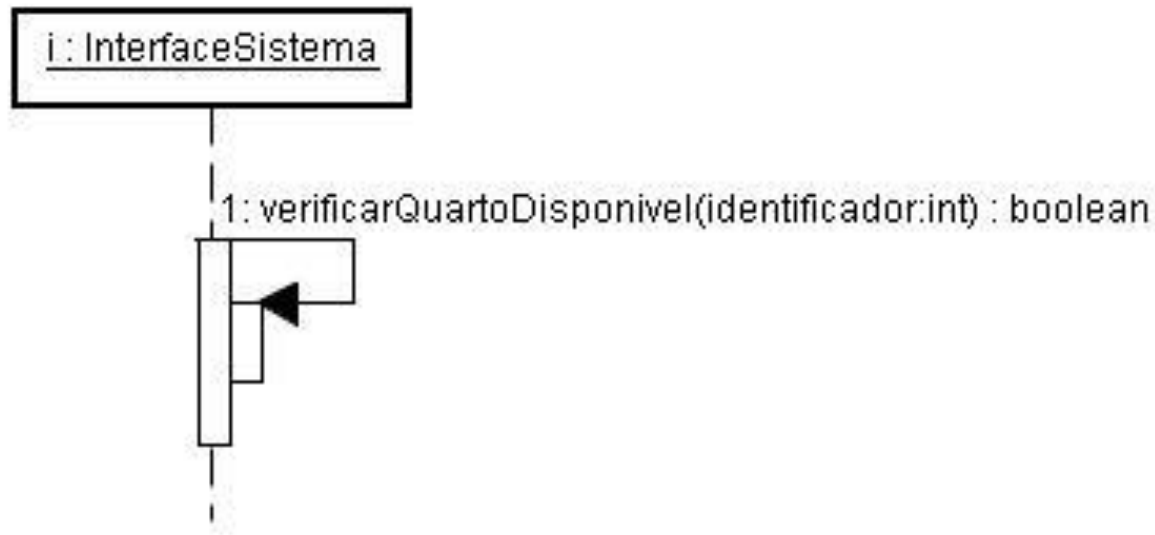 i : InterfaceSistema
1: verificarQuartoDisponivel(identificador:int) : boolean